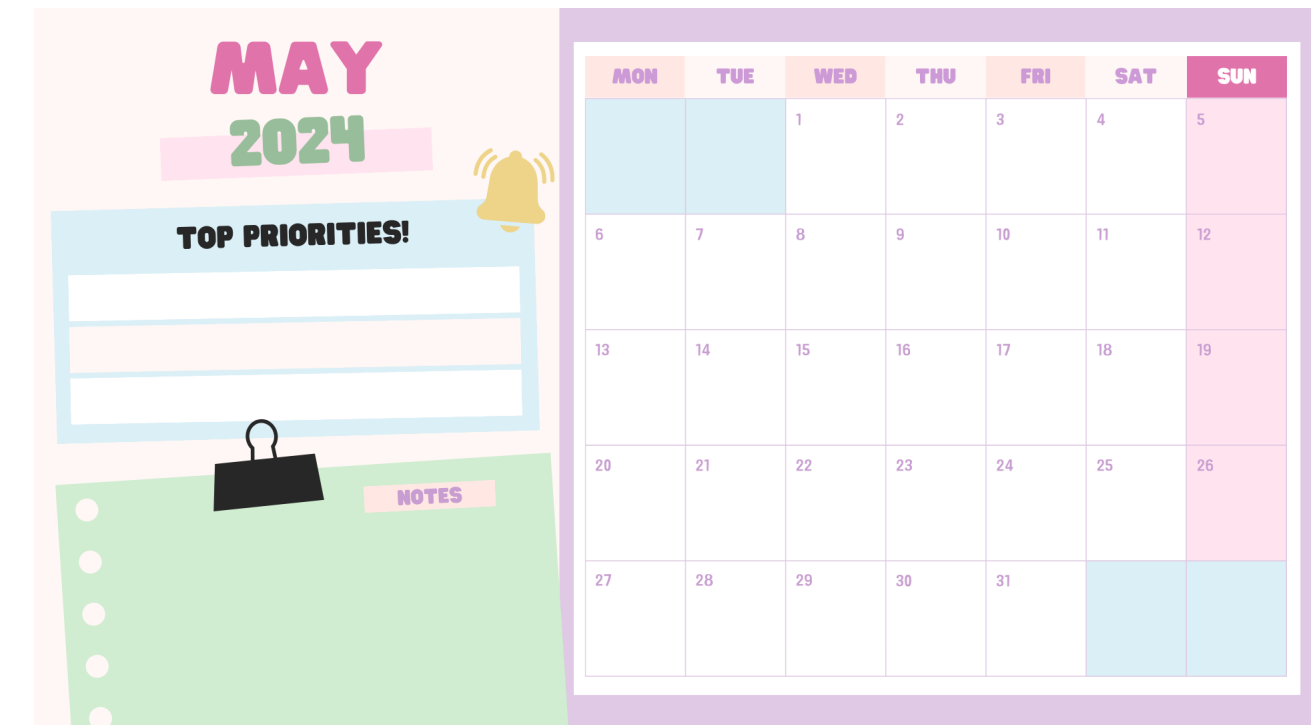 MAY
2024
TOP PRIORITIES!
NOTES
MON TUE WED THU FRI SAT SUN
1 2 3 4 5
6 7 8 9 10 11 12
13 14 15 16 17 18 19
20 21 22 23 24 25 26
27 28 29 30 31